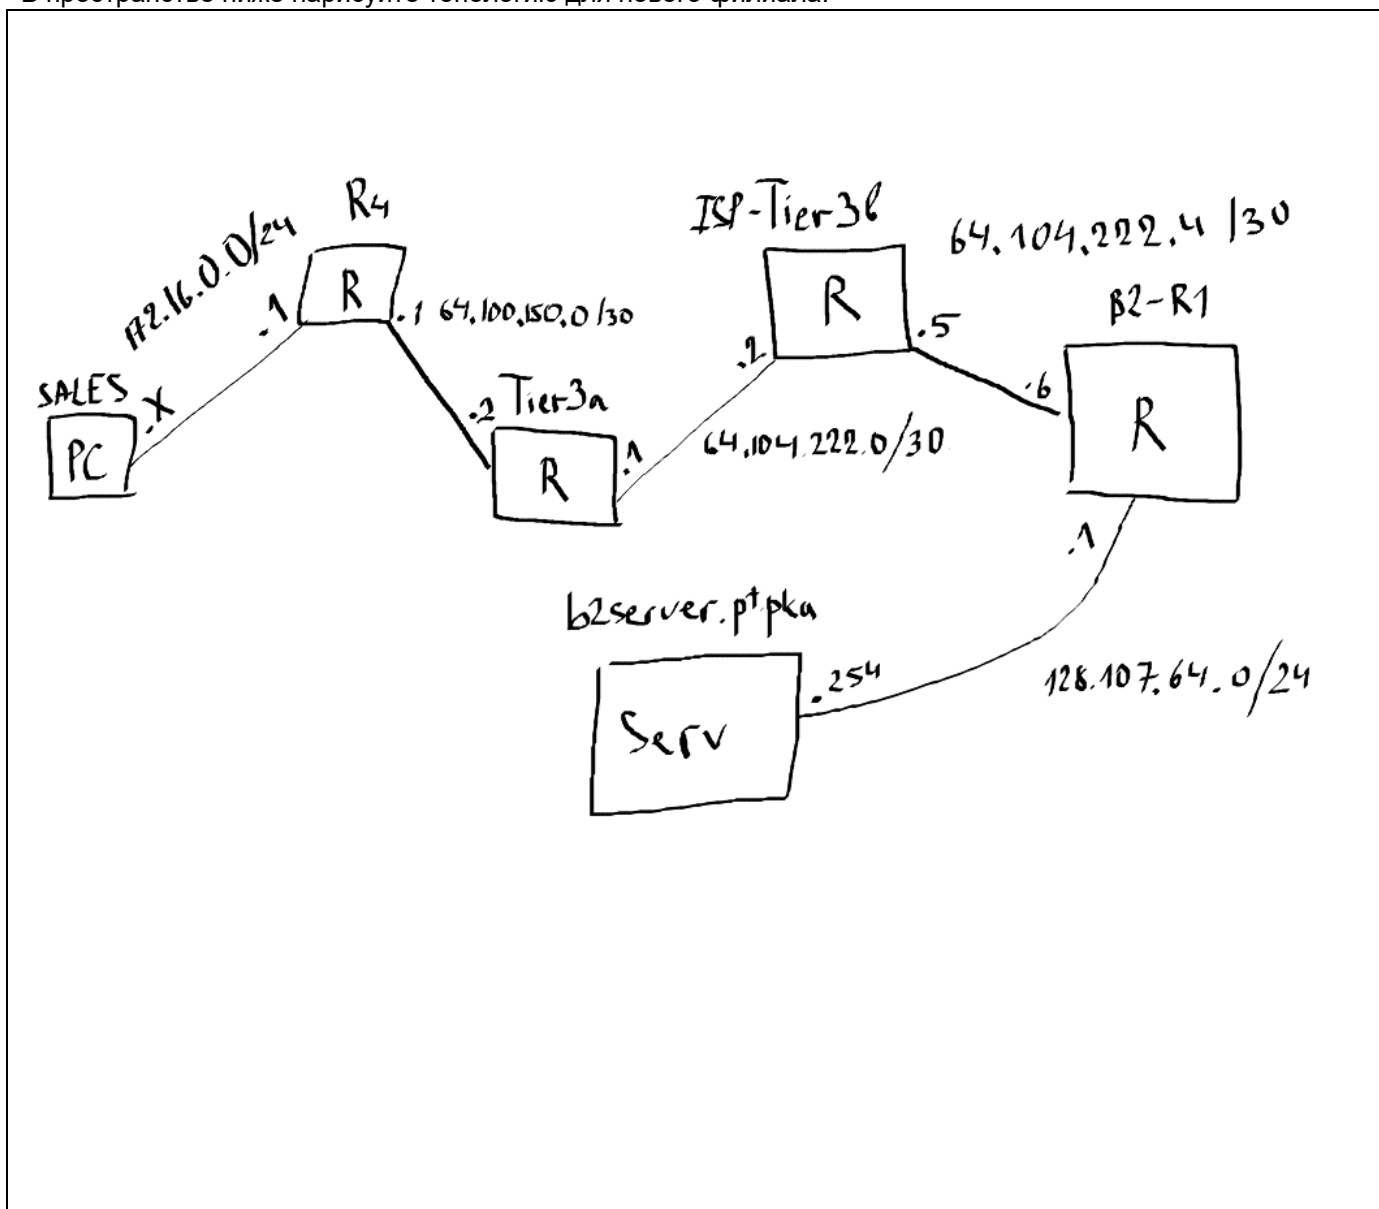 В пространстве ниже нарисуйте топологию для нового филиала.
R4
172.16.0.0/24
R
.1
.1 64.100.150.0/30
SALES
.X
PC
.2 Tier3a
R
.1
ISP-Tier3b
R
.2
.5
64.104.222.0/30
64.104.222.4 /30
B2-R1
.6
R
.1
128.107.64.0/24
b2server.pt.pka
.254
Serv